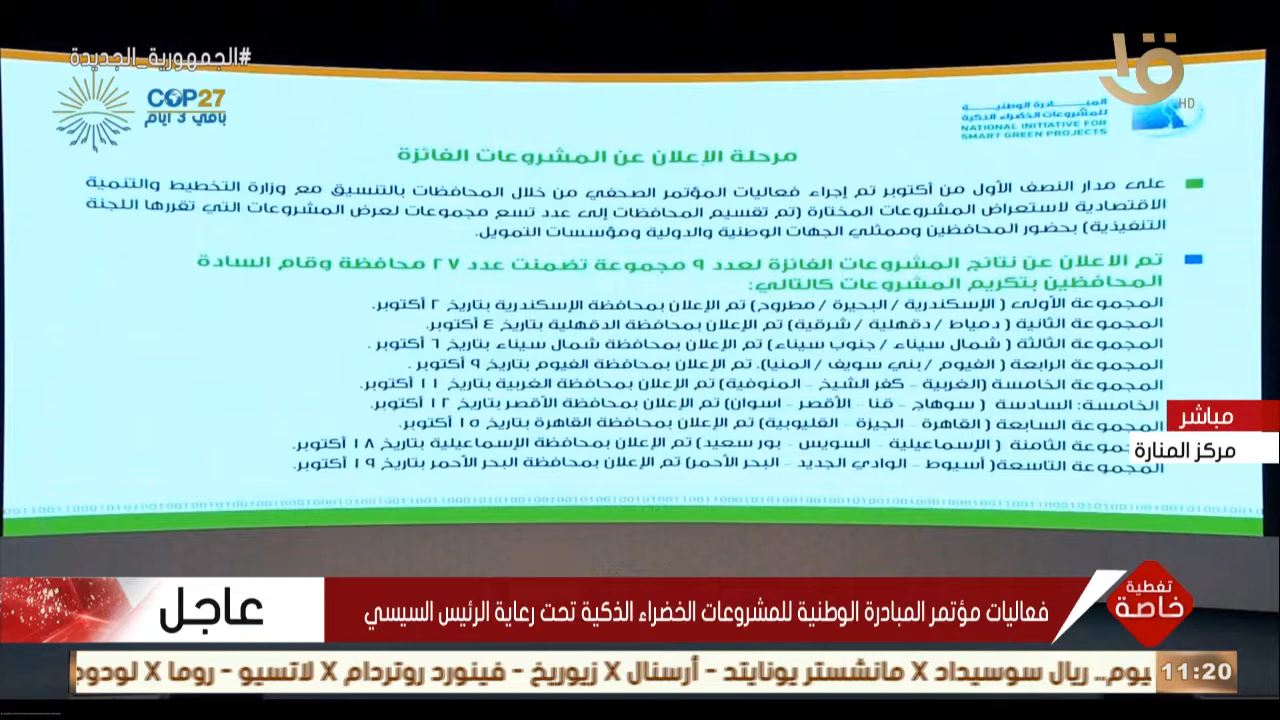 #الجمهورية_الجديدة
HD
COP27
باقي 3 ايام
المبادرة الوطنية
للمشروعات الخضراء الذكية
NATIONAL INITIATIVE FOR
SMART GREEN PROJECTS
مرحلة الإعلان عن المشروعات الفائزة
على مدار النصف الأول من أكتوبر تم إجراء فعاليات المؤتمر الصحفي من خلال المحافظات بالتنسيق مع وزارة التخطيط والتنمية
الاقتصادية لاستعراض المشروعات المختارة (تم تقسيم المحافظات إلى عدد تسع مجموعات لعرض المشروعات التي تقررها اللجنة
التنفيذية) بحضور المحافظين وممثلي الجهات الوطنية والدولية ومؤسسات التمويل.
تم الاعلان عن نتائج المشروعات الفائزة لعدد ٩ مجموعة تضمنت عدد ٢٧ محافظة وقام السادة
المحافظين بتكريم المشروعات كالتالي:
المجموعة الأولى ( الإسكندرية / البحيرة / مطروح) تم الإعلان بمحافظة الإسكندرية بتاريخ ٢ أكتوبر.
المجموعة الثانية ( دمياط / دقهلية / شرقية) تم الإعلان بمحافظة الدقهلية بتاريخ ٤ أكتوبر.
المجموعة الثالثة ( شمال سيناء / جنوب سيناء) تم الإعلان بمحافظة شمال سيناء بتاريخ ٦ أكتوبر .
المجموعة الرابعة (الفيوم / بني سويف / المنيا). تم الإعلان بمحافظة الفيوم بتاريخ ٩ أكتوبر .
المجموعة الخامسة (الغربية - كفر الشيخ - المنوفية) تم الإعلان بمحافظة الغربية بتاريخ ١١ أكتوبر.
الخامسة: السادسة ( سوهاج - قنا - الأقصر - اسوان) تم الإعلان بمحافظة الأقصر بتاريخ ١٢ أكتوبر.
المجموعة السابعة ( القاهرة - الجيزة - القليوبية) تم الإعلان بمحافظة القاهرة بتاريخ ١٥ أكتوبر.
الثامنة ( الإسماعيلية - السويس - بور سعيد) تم الإعلان بمحافظة الإسماعيلية بتاريخ ١٨ أكتوبر.
المجموعة التاسعة( أسيوط - الوادي الجديد - البحر الأحمر) تم الإعلان بمحافظة البحر الأحمر بتاريخ ١٩ أكتوبر.
مباشر
مركز المنارة
تغطية
خاصة
فعاليات مؤتمر المبادرة الوطنية للمشروعات الخضراء الذكية تحت رعاية الرئيس السيسي
عاجل
11:20 ريال سوسيداد X مانشستر يونايتد - أرسنال X زيوريخ - فينورد روتردام X لاتسيو - روما X